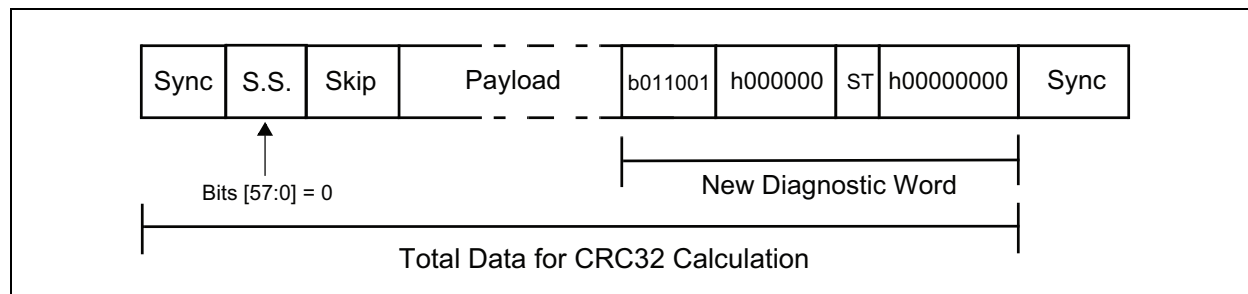 Sync S.S. Skip Payload b011001 h000000 ST h00000000 Sync
Bits [57:0] = 0
New Diagnostic Word
Total Data for CRC32 Calculation